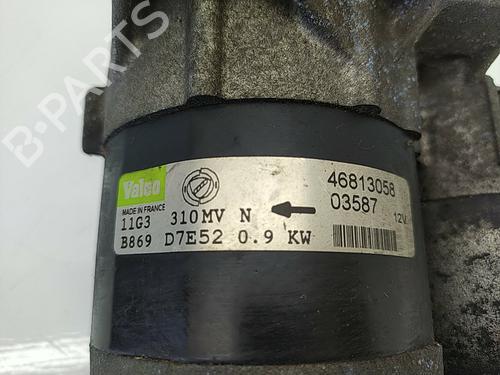 B-PARTS
Valeo
MADE IN FRANCE
11G3 310MV N
B869 D7E52 0.9 KW
46813058
03587
12V